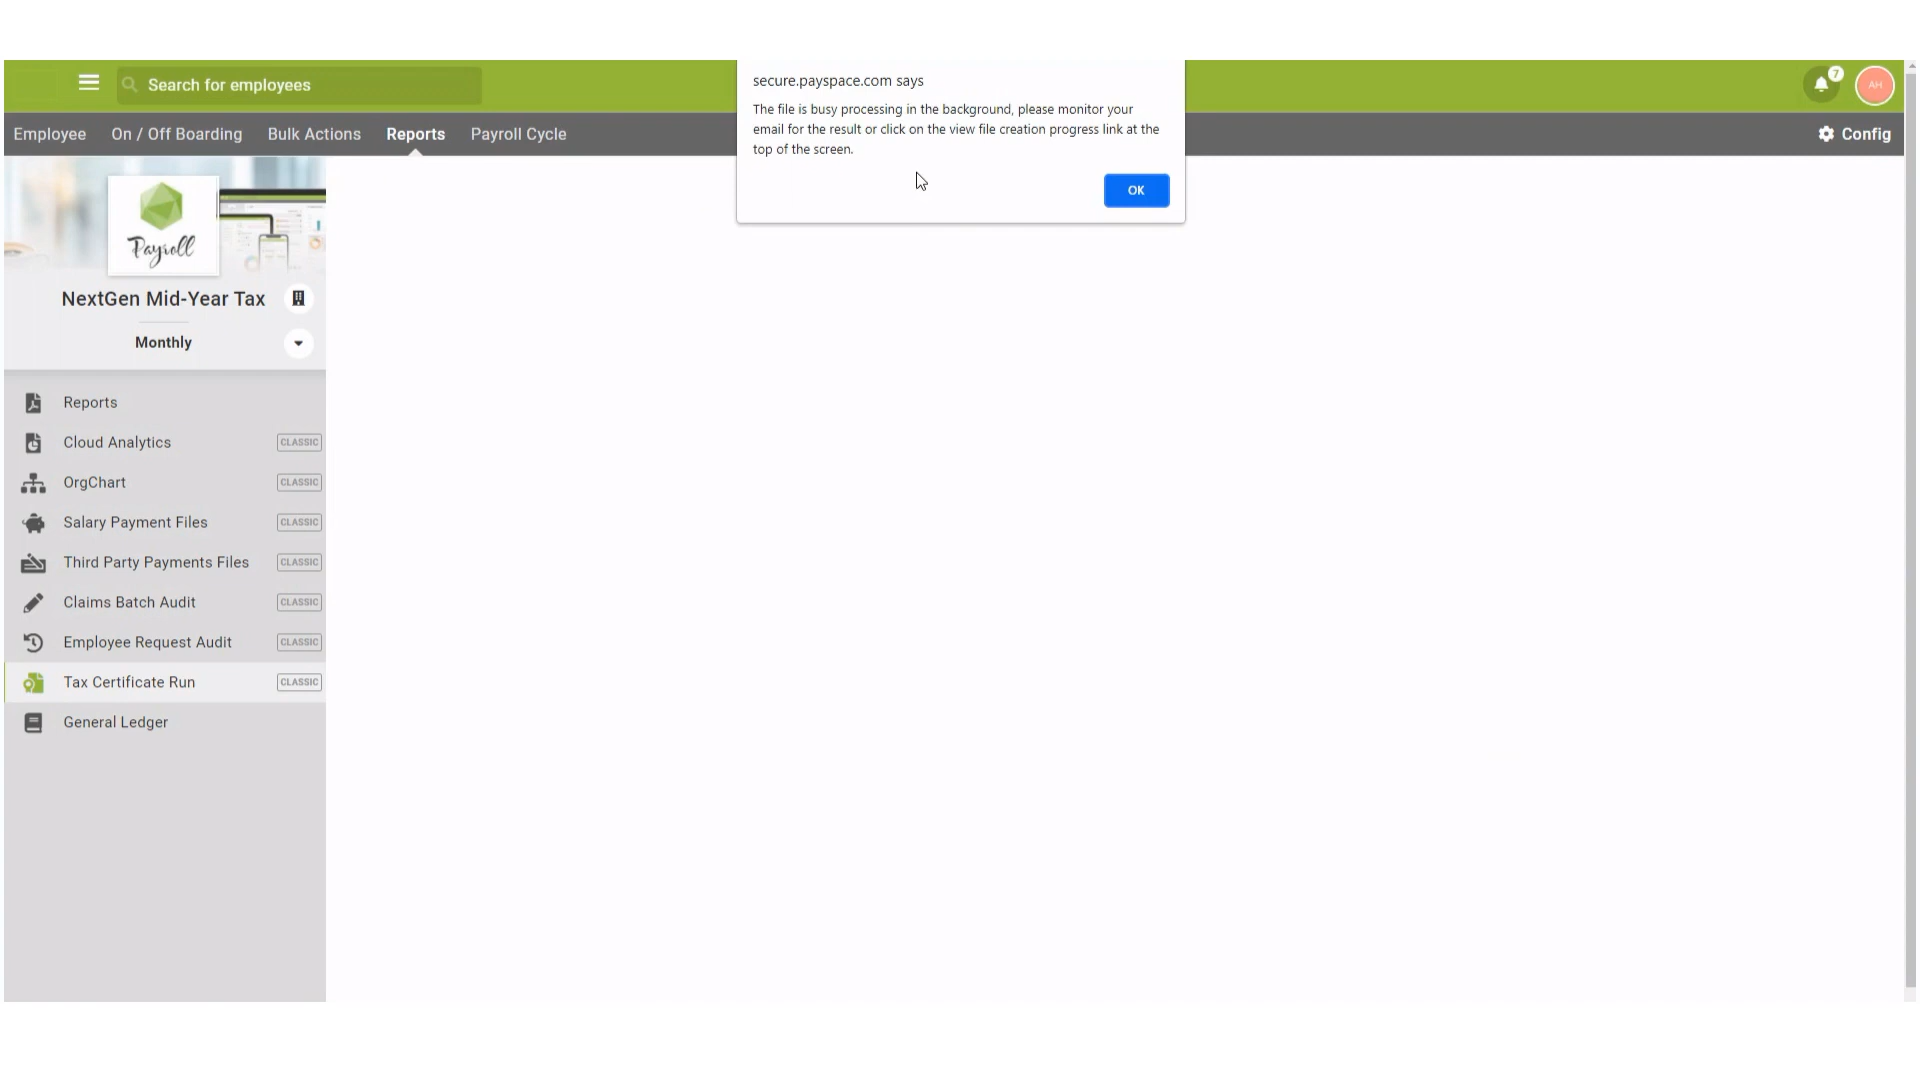 Search for employees
7
AH
Employee
On / Off Boarding
Bulk Actions
Reports
Payroll Cycle
Config
secure.payspace.com says
The file is busy processing in the background, please monitor your
email for the result or click on the view file creation progress link at the
top of the screen.
OK
Payroll
NextGen Mid-Year Tax
Monthly
Reports
Cloud Analytics CLASSIC
OrgChart CLASSIC
Salary Payment Files CLASSIC
Third Party Payments Files CLASSIC
Claims Batch Audit CLASSIC
Employee Request Audit CLASSIC
Tax Certificate Run CLASSIC
General Ledger